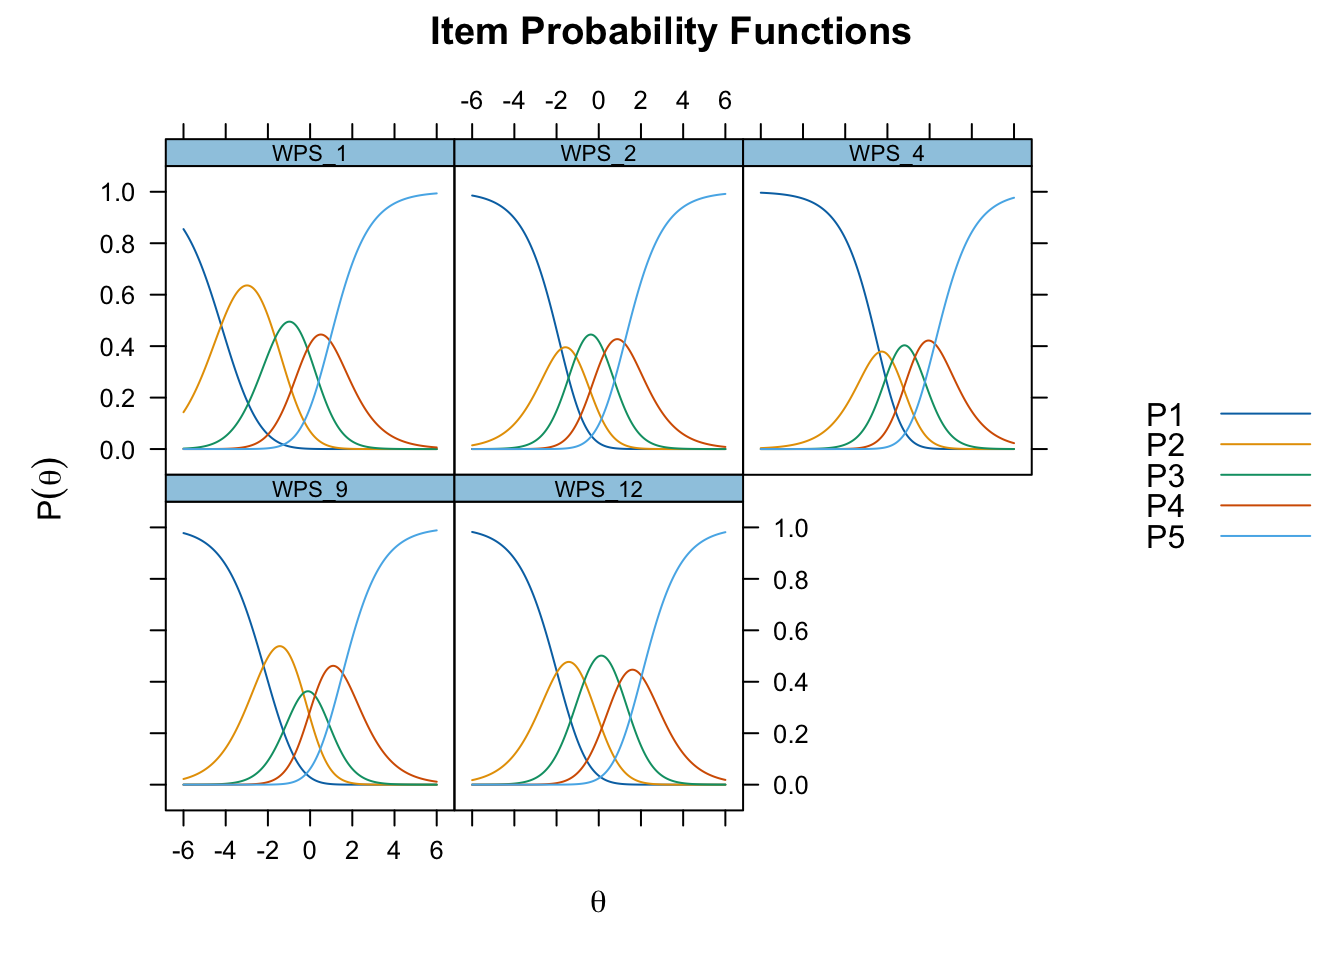 Item Probability Functions
-6 -4 -2 0 2 4 6
WPS_1 WPS_2 WPS_4
1.0
0.8
0.6
0.4
0.2
0.0
P(θ)
WPS_9 WPS_12
1.0
0.8
0.6
0.4
0.2
0.0
-6 -4 -2 0 2 4 6
θ
P1
P2
P3
P4
P5